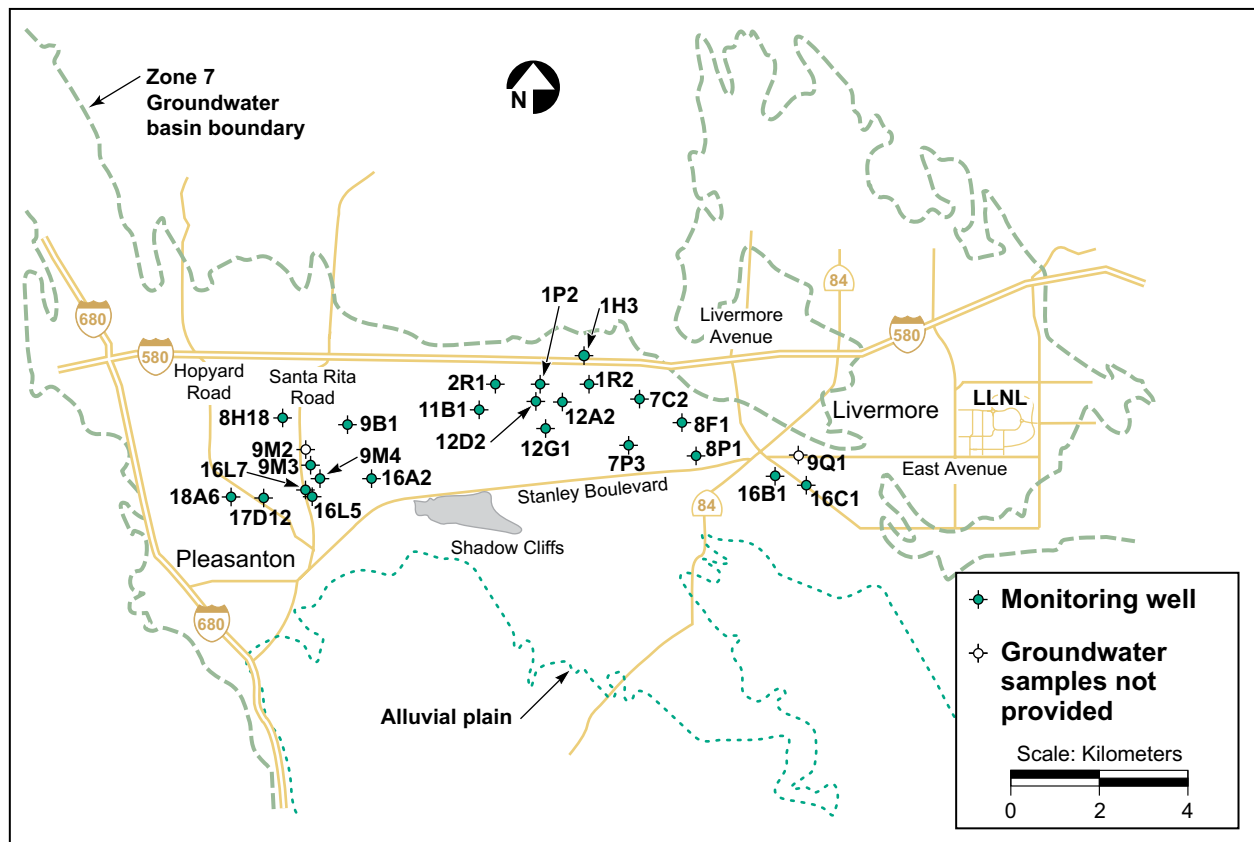 Zone 7
Groundwater
basin boundary
N
84
1P2
1H3
Livermore
Avenue
680
580
580
Hopyard
Road
Santa Rita
Road
2R1
1R2
7C2
LLNL
8H18
9B1
11B1
12A2
8F1
Livermore
12D2
12G1
9M2
9M3
9M4
7P3
8P1
9Q1
East Avenue
16L7
16A2
18A6
17D12
16L5
Stanley Boulevard
16B1
16C1
84
Pleasanton
Shadow Cliffs
680
Alluvial plain
Monitoring well
Groundwater
samples not
provided
Scale: Kilometers
0 2 4